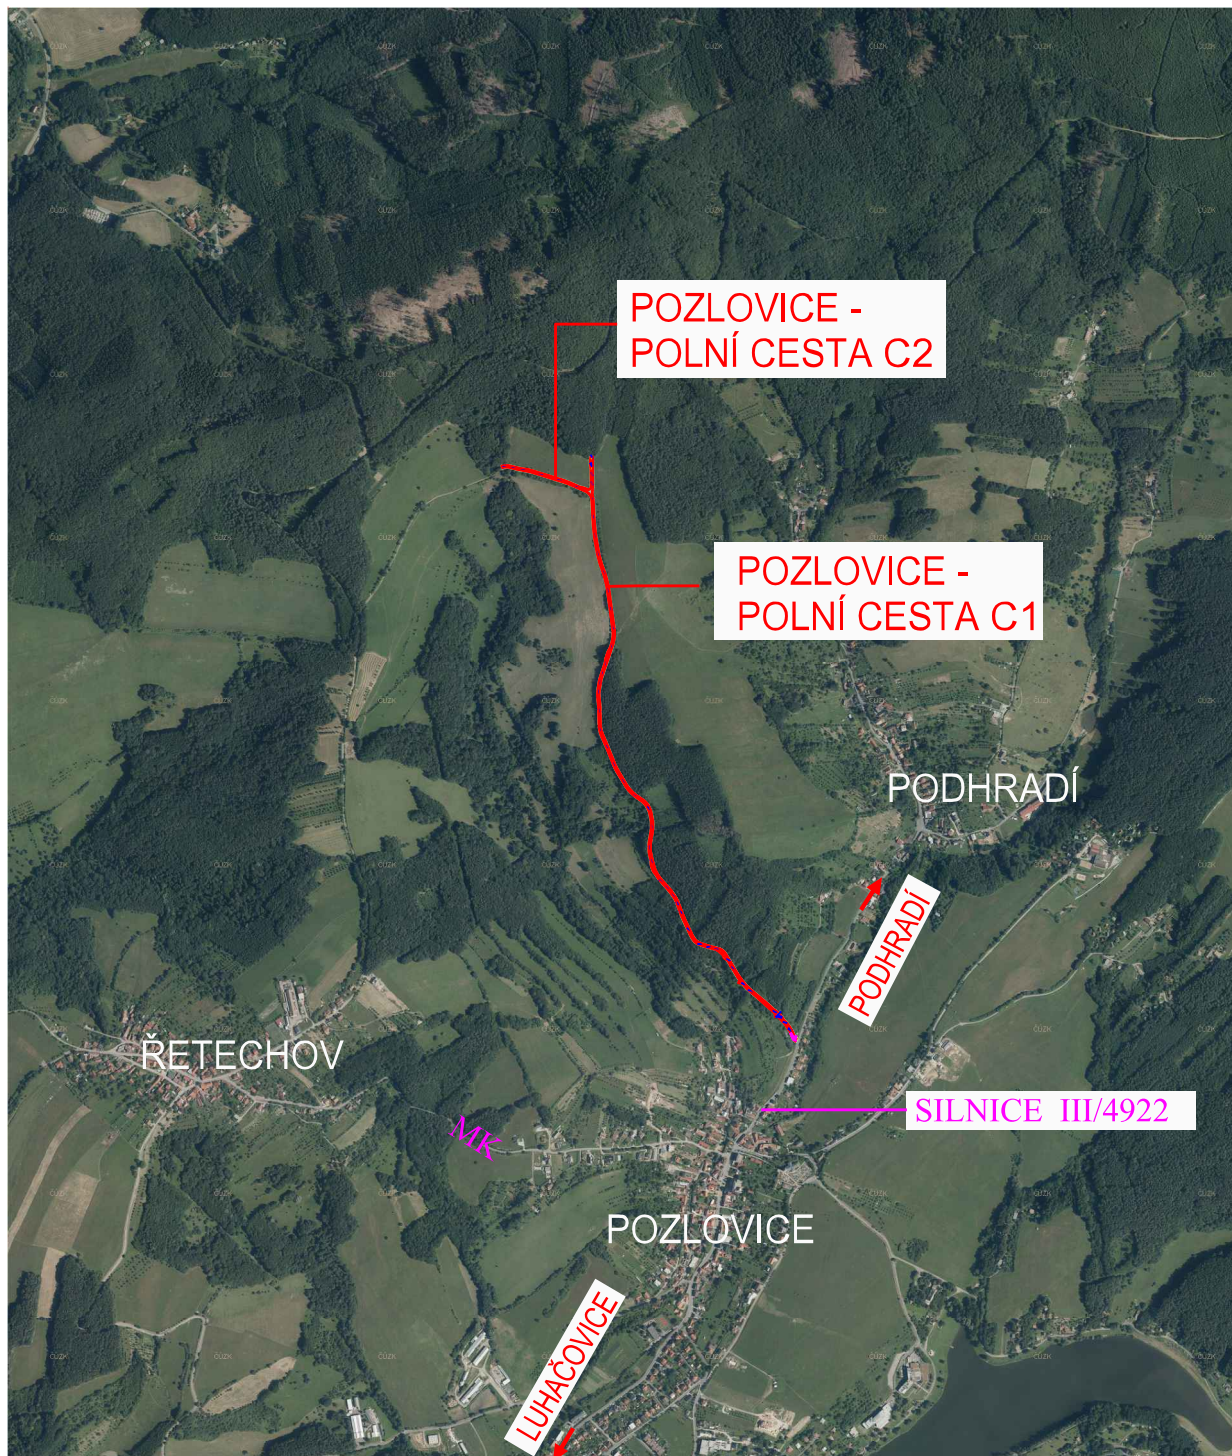 POZLOVICE -
POLNÍ CESTA C2
POZLOVICE -
POLNÍ CESTA C1
PODHRADÍ
PODHRADÍ
ŘETECHOV
SILNICE III/4922
MK
POZLOVICE
LUHAČOVICE